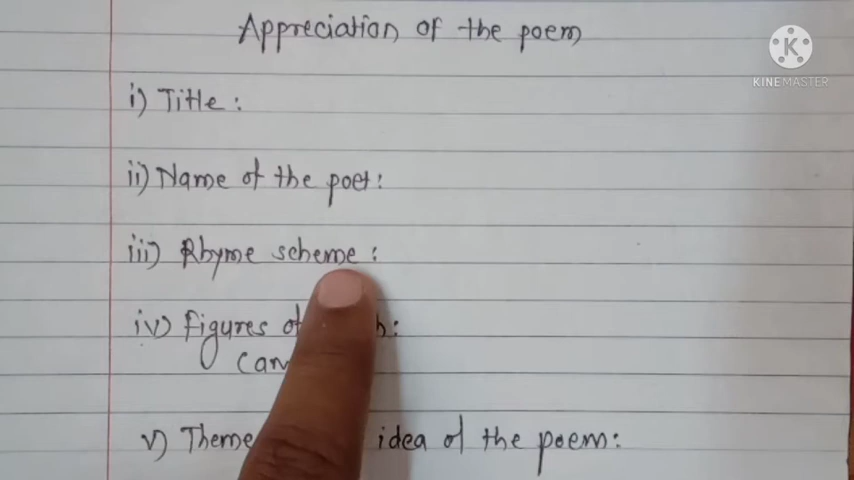 Appreciation of the poem
K
KINEMASTER
i) Title:
ii) Name of the poet:
iii) Rhyme scheme:
iv) Figures of
v) Theme idea of the poem: